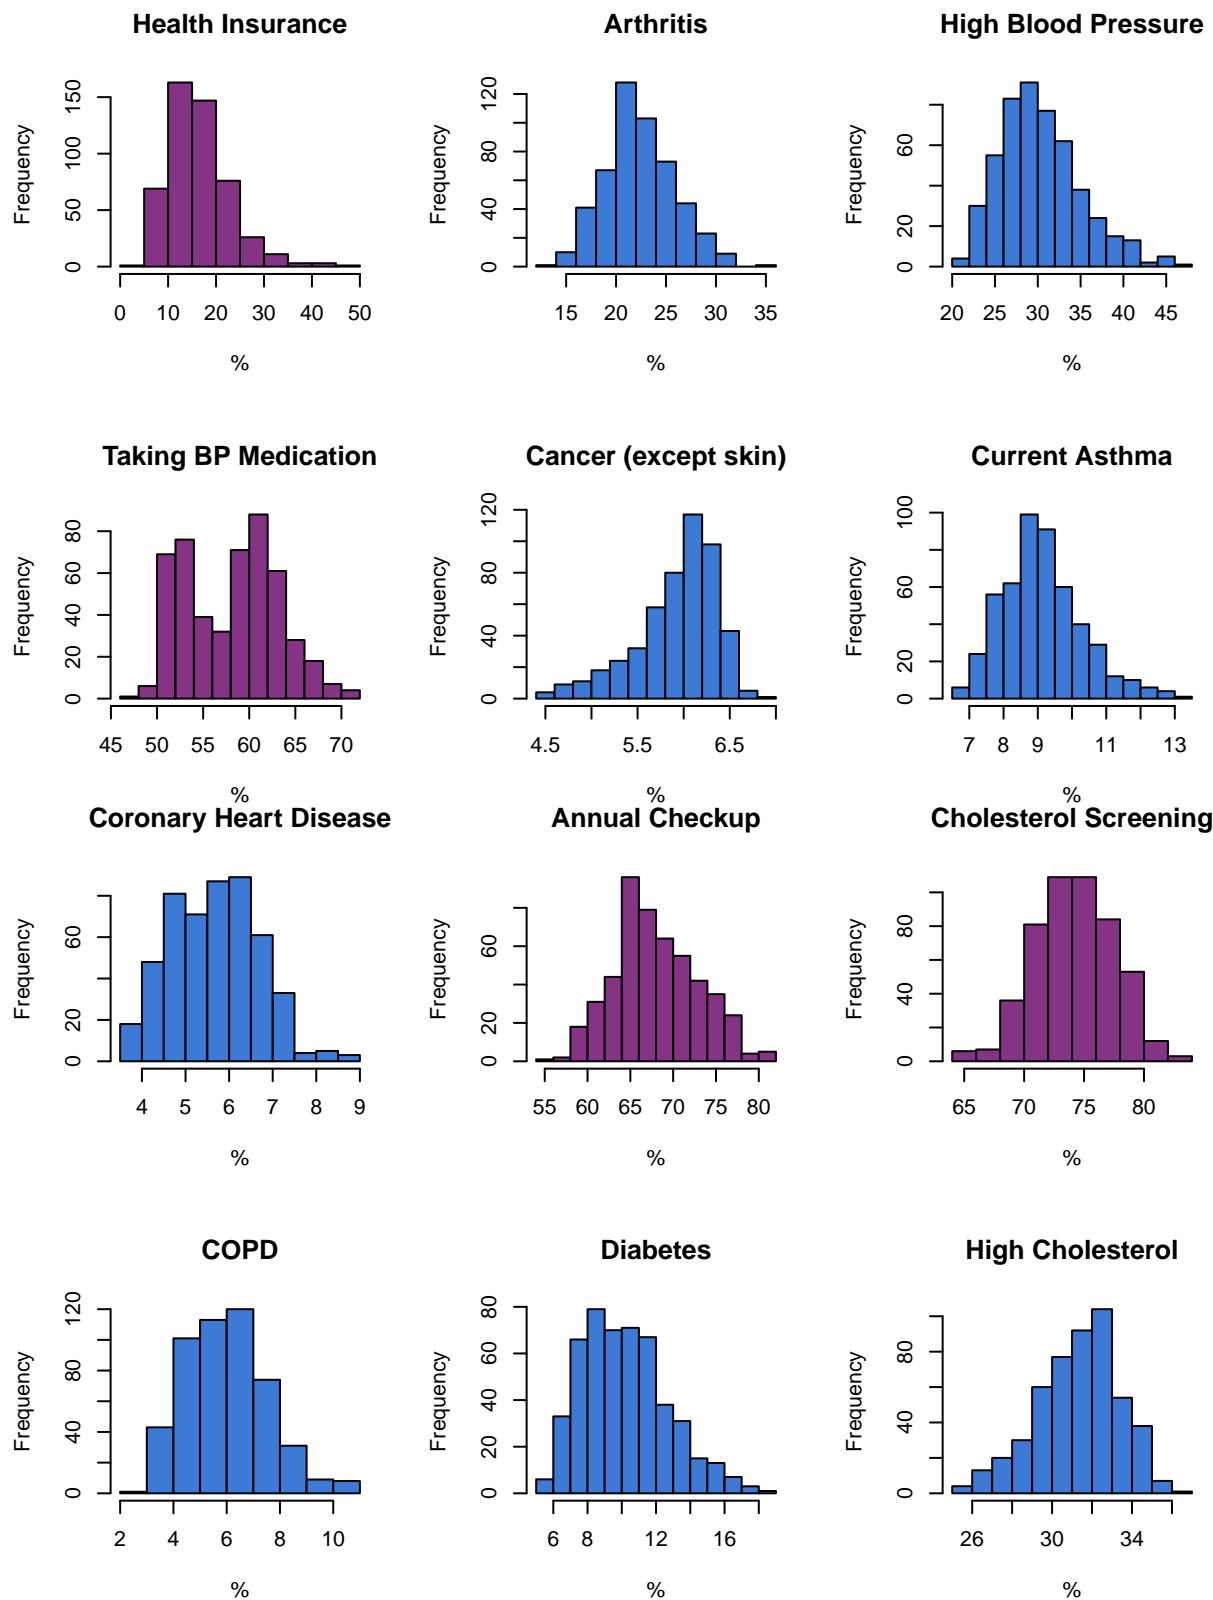 Health Insurance
Frequency
0 50 100 150
0 10 20 30 40 50
%
Arthritis
Frequency
0 40 80 120
15 20 25 30 35
%
High Blood Pressure
Frequency
0 20 60
20 25 30 35 40 45
%
Taking BP Medication
Frequency
0 20 40 60 80
45 50 55 60 65 70
%
Cancer (except skin)
Frequency
0 40 80 120
4.5 5.5 6.5
%
Current Asthma
Frequency
0 20 60 100
7 8 9 11 13
%
Coronary Heart Disease
Frequency
0 20 60
4 5 6 7 8 9
%
Annual Checkup
Frequency
0 20 60
55 60 65 70 75 80
%
Cholesterol Screening
Frequency
0 40 80
65 70 75 80
%
COPD
Frequency
0 40 80 120
2 4 6 8 10
%
Diabetes
Frequency
0 20 40 60 80
6 8 12 16
%
High Cholesterol
Frequency
0 40 80
26 30 34
%